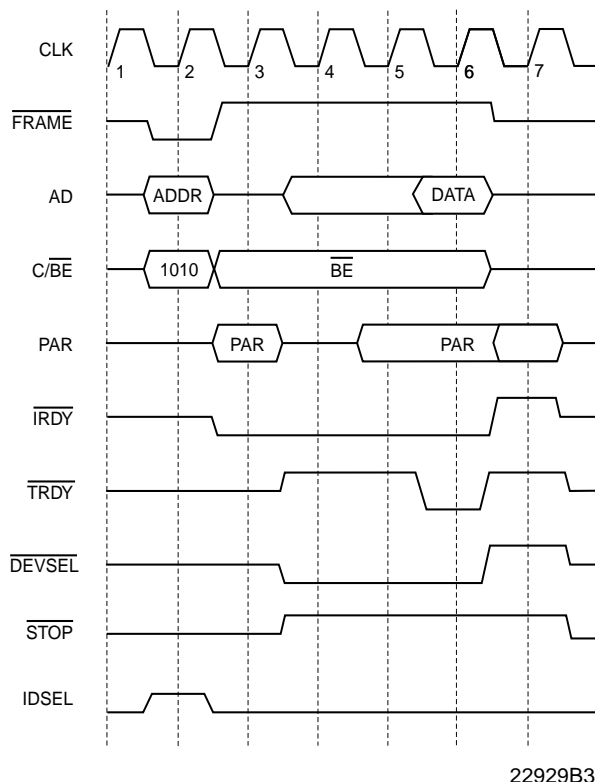 CLK
1 2 3 4 5 6 7
FRAME
AD
ADDR
DATA
C/BE
1010
BE
PAR
PAR
PAR
IRDY
TRDY
DEVSEL
STOP
IDSEL
22929B3